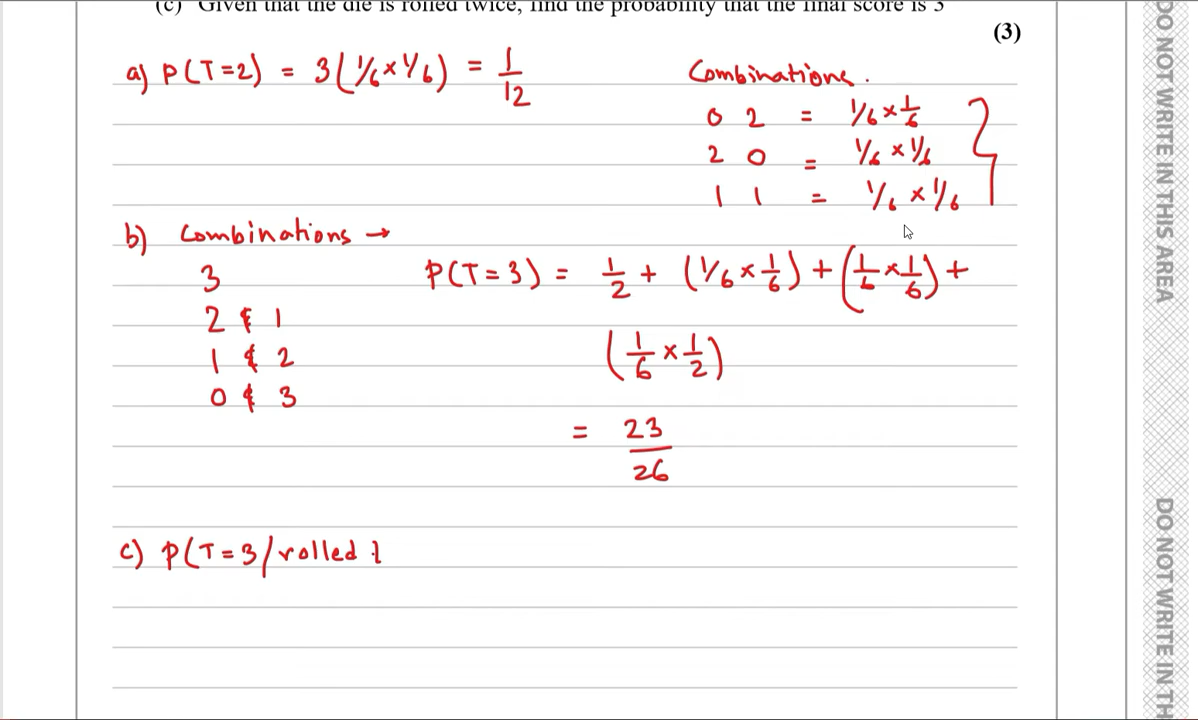 (c) Given that the die is rolled twice, find the probability that the final score is 3
(3)
a) P(T=2) = 3(1/6 × 1/6) = 1/12
Combinations.
0 2 = 1/6 × 1/6
2 0 = 1/6 × 1/6
1 1 = 1/6 × 1/6
b) Combinations →
3
2 & 1
1 & 2
0 & 3
P(T=3) = 1/2 + (1/6 × 1/6) + (1/6 × 1/6) +
(1/6 × 1/2)
= 23/26
c) P(T=3/rolled
DO NOT WRITE IN THIS AREA
DO NOT WRITE IN TH